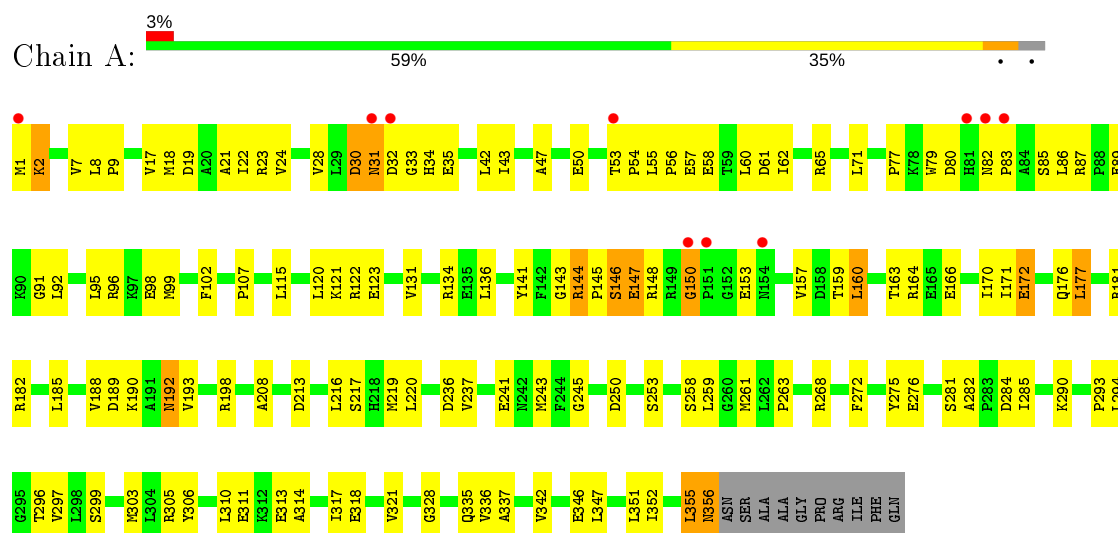 3%
Chain A:
59% 35% • •
M1 K2 V7 L8 P9 V17 M18 D19 A20 A21 I22 R23 V24 V28 L29 D30 N31 D32 G33 H34 E35 L42 I43 A47 E50 T53 P54 L55 P56 E57 E58 T59 L60 D61 I62 R65 L71 P77 K78 W79 D80 H81 N82 P83 A84 S85 L86 R87 P88
K90 G91 L92 L95 R96 K97 E98 M99 F102 P107 L115 L120 K121 R122 E123 V131 R134 E135 L136 Y141 F142 G143 R144 P145 S146 E147 R148 R149 G150 P151 G152 E153 N154 V157 D158 T159 L160 T163 R164 E165 E166 I170 I171 E172 Q176 L177
R182 L185 V188 D189 K190 A191 N192 V193 R198 A208 D213 L216 S217 H218 M219 L220 D236 V237 E241 N242 M243 F244 G245 D250 S253 S258 L259 G260 M261 L262 P263 R268 F272 Y275 E276 S281 A282 P283 D284 I285 K290 P293 L294
G295 T296 V297 L298 S299 M303 L304 R305 Y306 L310 E311 K312 E313 A314 I317 E318 V321 G328 Q335 V336 A337 V342 E346 L347 L351 I352 L355 N356 ASN SER ALA ALA GLY PRO ARG ILE PHE GLN